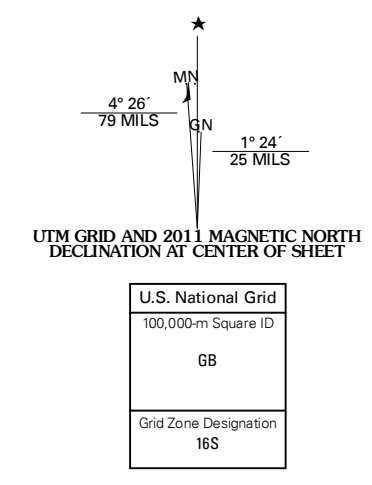 MN
4° 26´
79 MILS
GN
1° 24´
25 MILS
UTM GRID AND 2011 MAGNETIC NORTH
DECLINATION AT CENTER OF SHEET
U.S. National Grid
100,000-m Square ID
GB
Grid Zone Designation
16S